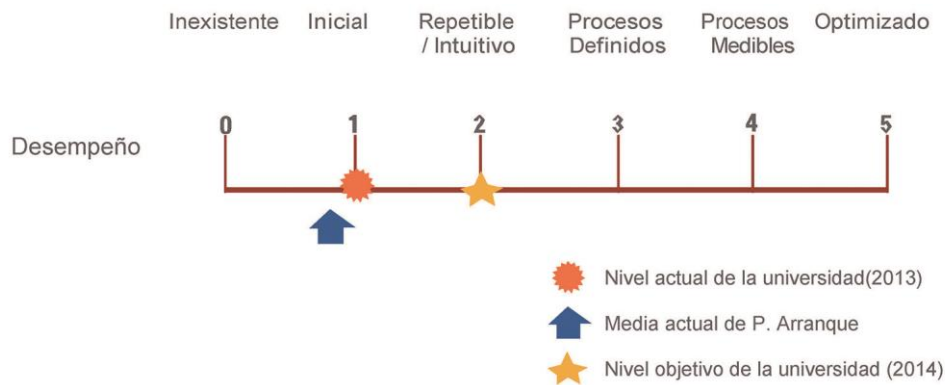 Inexistente Inicial Repetible Procesos Procesos Optimizado
/ Intuitivo Definidos Medibles
0 1 2 3 4 5
Desempeño
Nivel actual de la universidad(2013)
Media actual de P. Arranque
Nivel objetivo de la universidad (2014)